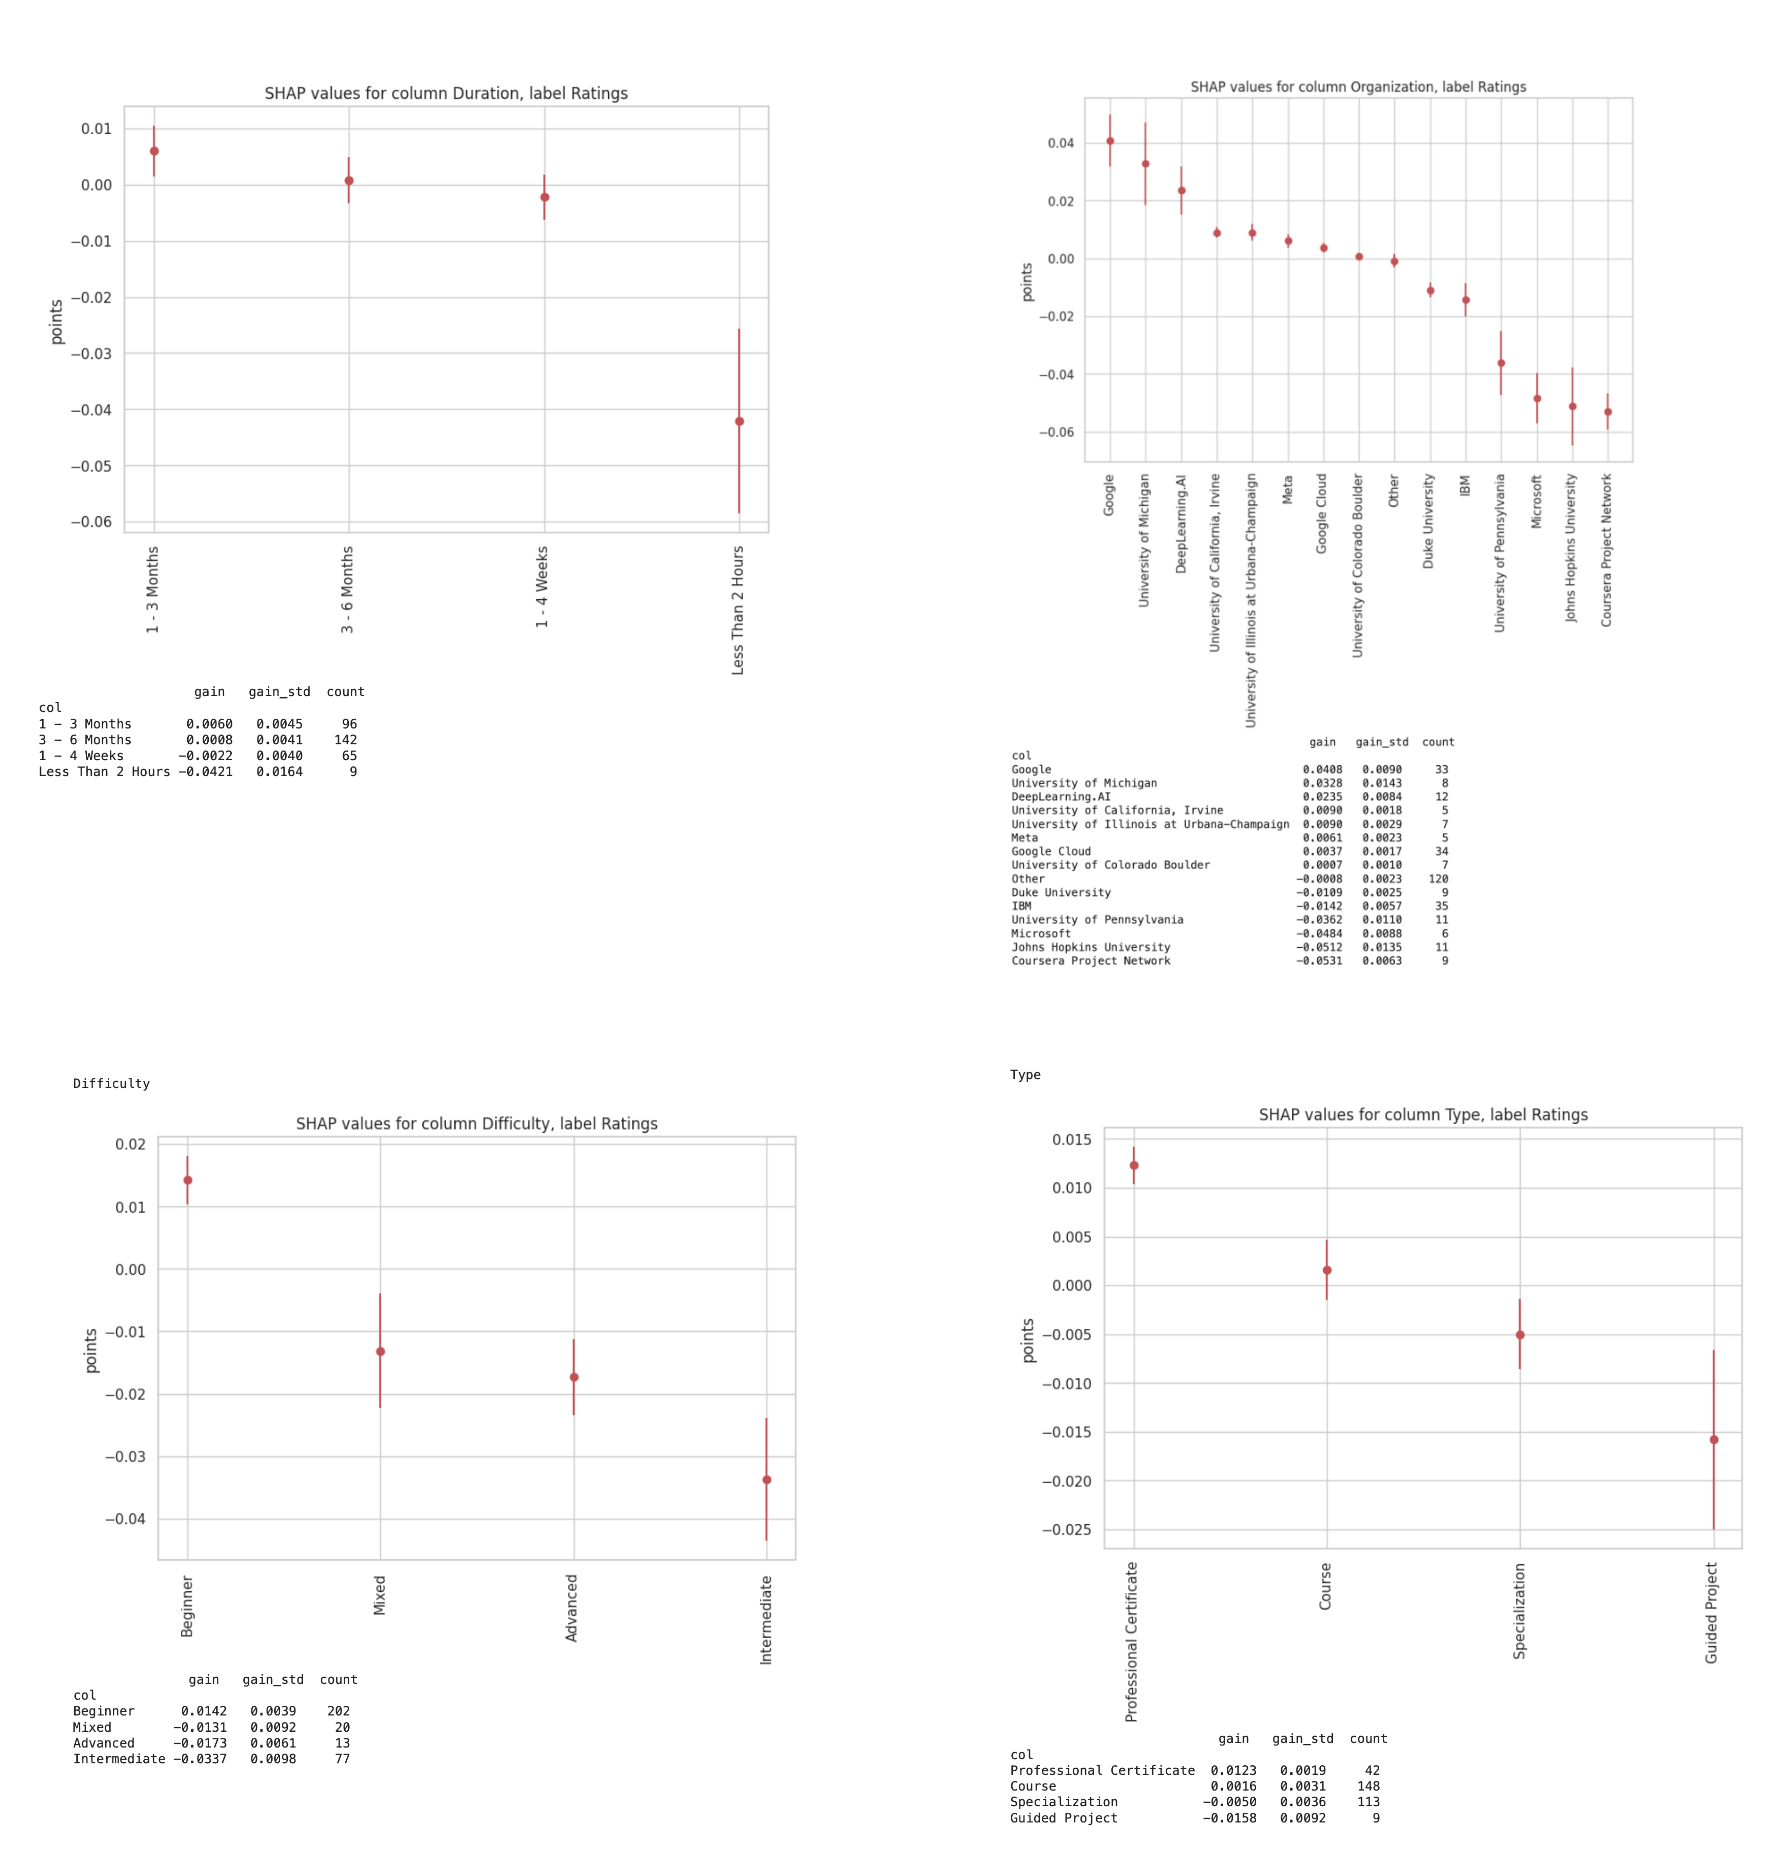 SHAP values for column Duration, label Ratings
points
0.01
0.00
−0.01
−0.02
−0.03
−0.04
−0.05
−0.06
1 - 3 Months
3 - 6 Months
1 - 4 Weeks
Less Than 2 Hours
gain gain_std count
col
1 - 3 Months 0.0060 0.0045 96
3 - 6 Months 0.0008 0.0041 142
1 - 4 Weeks -0.0022 0.0040 65
Less Than 2 Hours -0.0421 0.0164 9
SHAP values for column Organization, label Ratings
points
0.04
0.02
0.00
−0.02
−0.04
−0.06
Google
University of Michigan
DeepLearning.AI
University of California, Irvine
University of Illinois at Urbana-Champaign
Meta
Google Cloud
University of Colorado Boulder
Other
Duke University
IBM
University of Pennsylvania
Microsoft
Johns Hopkins University
Coursera Project Network
gain gain_std count
col
Google 0.0408 0.0090 33
University of Michigan 0.0328 0.0143 8
DeepLearning.AI 0.0235 0.0084 12
University of California, Irvine 0.0090 0.0018 5
University of Illinois at Urbana-Champaign 0.0090 0.0029 7
Meta 0.0061 0.0023 5
Google Cloud 0.0037 0.0017 34
University of Colorado Boulder 0.0007 0.0010 7
Other -0.0008 0.0023 120
Duke University -0.0109 0.0025 9
IBM -0.0142 0.0057 35
University of Pennsylvania -0.0362 0.0110 11
Microsoft -0.0484 0.0088 6
Johns Hopkins University -0.0512 0.0135 11
Coursera Project Network -0.0531 0.0063 9
Difficulty
SHAP values for column Difficulty, label Ratings
points
0.02
0.01
0.00
−0.01
−0.02
−0.03
−0.04
Beginner
Mixed
Advanced
Intermediate
gain gain_std count
col
Beginner 0.0142 0.0039 202
Mixed -0.0131 0.0092 20
Advanced -0.0173 0.0061 13
Intermediate -0.0337 0.0098 77
Type
SHAP values for column Type, label Ratings
points
0.015
0.010
0.005
0.000
−0.005
−0.010
−0.015
−0.020
−0.025
Professional Certificate
Course
Specialization
Guided Project
gain gain_std count
col
Professional Certificate 0.0123 0.0019 42
Course 0.0016 0.0031 148
Specialization -0.0050 0.0036 113
Guided Project -0.0158 0.0092 9